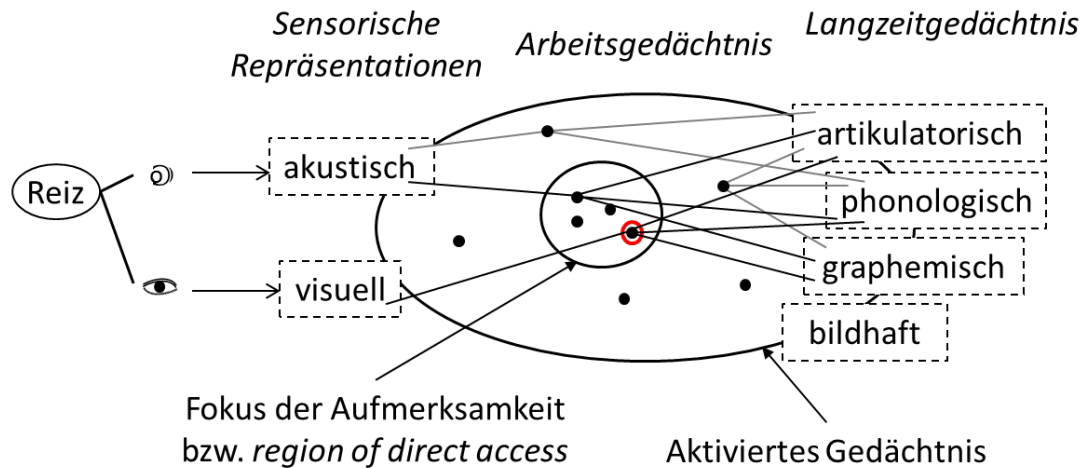 Sensorische
Repräsentationen
Arbeitsgedächtnis
Langzeitgedächtnis
Reiz
akustisch
visuell
artikulatorisch
phonologisch
graphemisch
bildhaft
Fokus der Aufmerksamkeit
bzw. region of direct access
Aktiviertes Gedächtnis